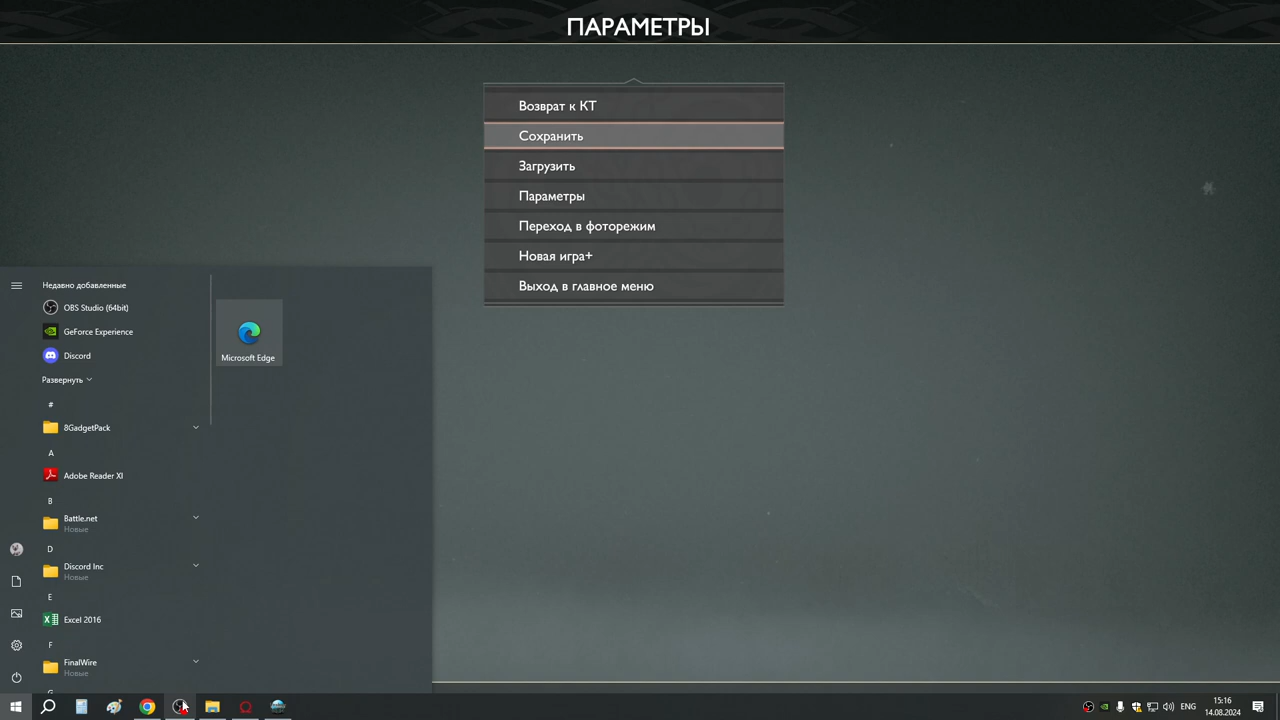 ПАРАМЕТРЫ
Возврат к КТ
Сохранить
Загрузить
Параметры
Переход в фоторежим
Новая игра+
Выход в главное меню
Недавно добавленные
OBS Studio (64bit)
GeForce Experience
Discord
Развернуть
#
8GadgetPack
A
Adobe Reader XI
B
Battle.net
Новые
D
Discord Inc
Новые
E
Excel 2016
F
FinalWire
Новые
G
Microsoft Edge
ENG
15:16
14.08.2024